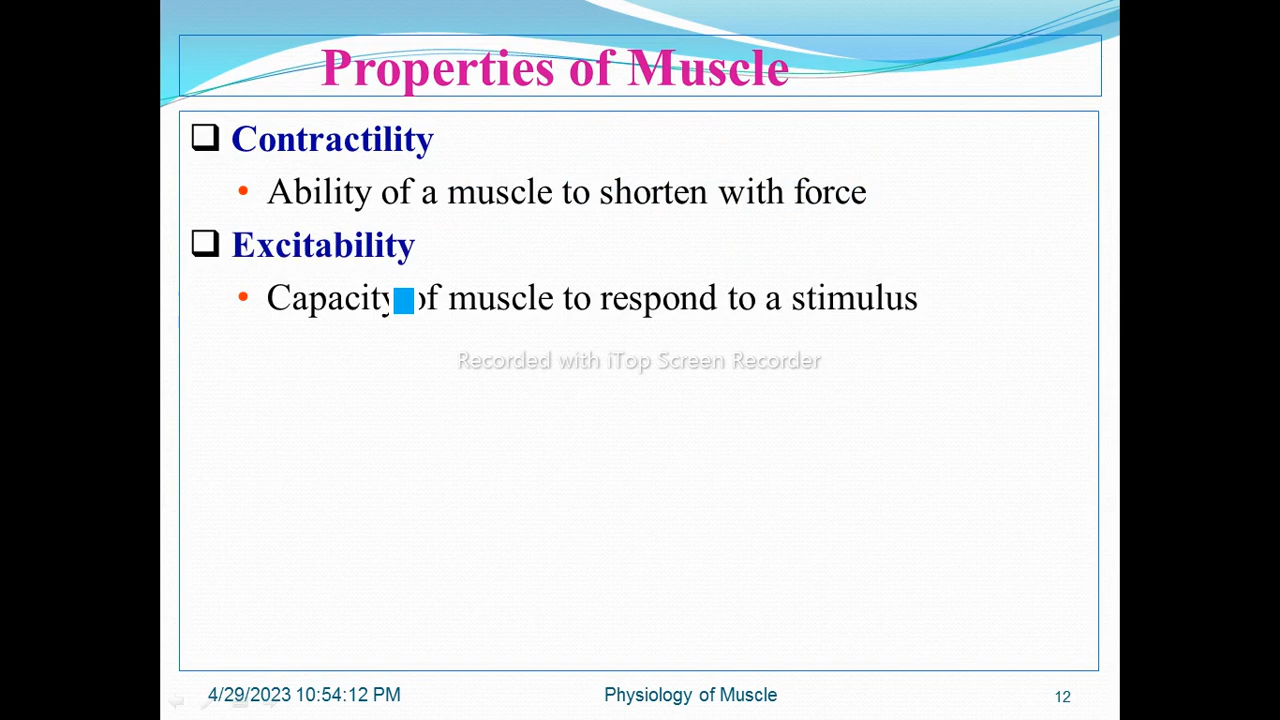 Properties of Muscle
❑ Contractility
• Ability of a muscle to shorten with force
❑ Excitability
• Capacity of muscle to respond to a stimulus
Recorded with iTop Screen Recorder
4/29/2023 10:54:12 PM
Physiology of Muscle
12